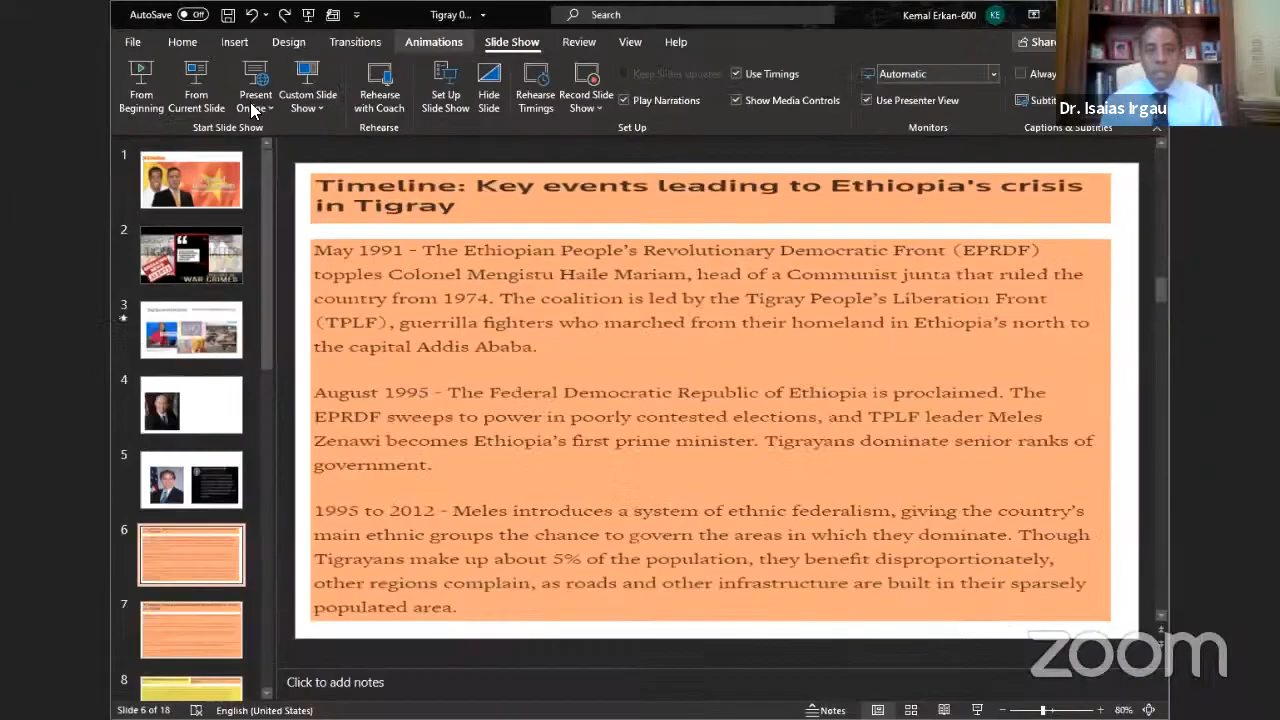 AutoSave Off
Tigray 0...
Search
Kemal Erkan-600
KE
File Home Insert Design Transitions Animations Slide Show Review View Help
Share
From Beginning
From Current Slide
Present Online
Custom Slide Show
Rehearse with Coach
Set Up Slide Show
Hide Slide
Rehearse Timings
Record Slide Show
Keep Slides Updated
Use Timings
Play Narrations
Show Media Controls
Automatic
Use Presenter View
Start Slide Show
Rehearse
Set Up
Monitors
Captions & Subtitles
Dr. Isaias Irgau
1
2
WAR CRIMES
3
4
5
6
7
8
Timeline: Key events leading to Ethiopia's crisis
in Tigray
May 1991 - The Ethiopian People's Revolutionary Democratic Front (EPRDF)
topples Colonel Mengistu Haile Mariam, head of a Communist junta that ruled the
country from 1974. The coalition is led by the Tigray People's Liberation Front
(TPLF), guerrilla fighters who marched from their homeland in Ethiopia's north to
the capital Addis Ababa.
August 1995 - The Federal Democratic Republic of Ethiopia is proclaimed. The
EPRDF sweeps to power in poorly contested elections, and TPLF leader Meles
Zenawi becomes Ethiopia's first prime minister. Tigrayans dominate senior ranks of
government.
1995 to 2012 - Meles introduces a system of ethnic federalism, giving the country's
main ethnic groups the chance to govern the areas in which they dominate. Though
Tigrayans make up about 5% of the population, they benefit disproportionately,
other regions complain, as roads and other infrastructure are built in their sparsely
populated area.
zoom
Click to add notes
Slide 6 of 18
English (United States)
Notes
80%